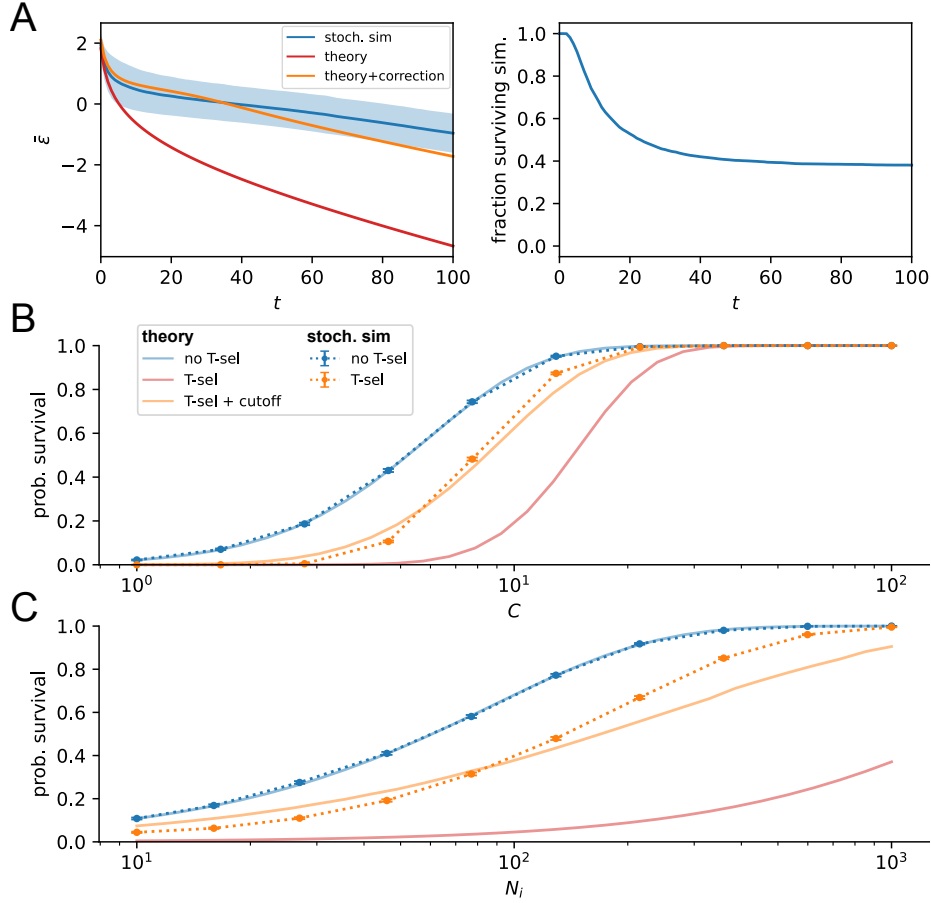 A
2
0
−2
−4
ε̄
0
20
40
60
80
100
t
stoch. sim
theory
theory+correction
1.0
0.8
0.6
0.4
0.2
0.0
fraction surviving sim.
0
20
40
60
80
100
t
B
theory
no T-sel
T-sel
T-sel + cutoff
stoch. sim
no T-sel
T-sel
1.0
0.8
0.6
0.4
0.2
0.0
prob. survival
10⁰
10¹
10²
C
C
1.0
0.8
0.6
0.4
0.2
0.0
prob. survival
10¹
10²
10³
Nᵢ